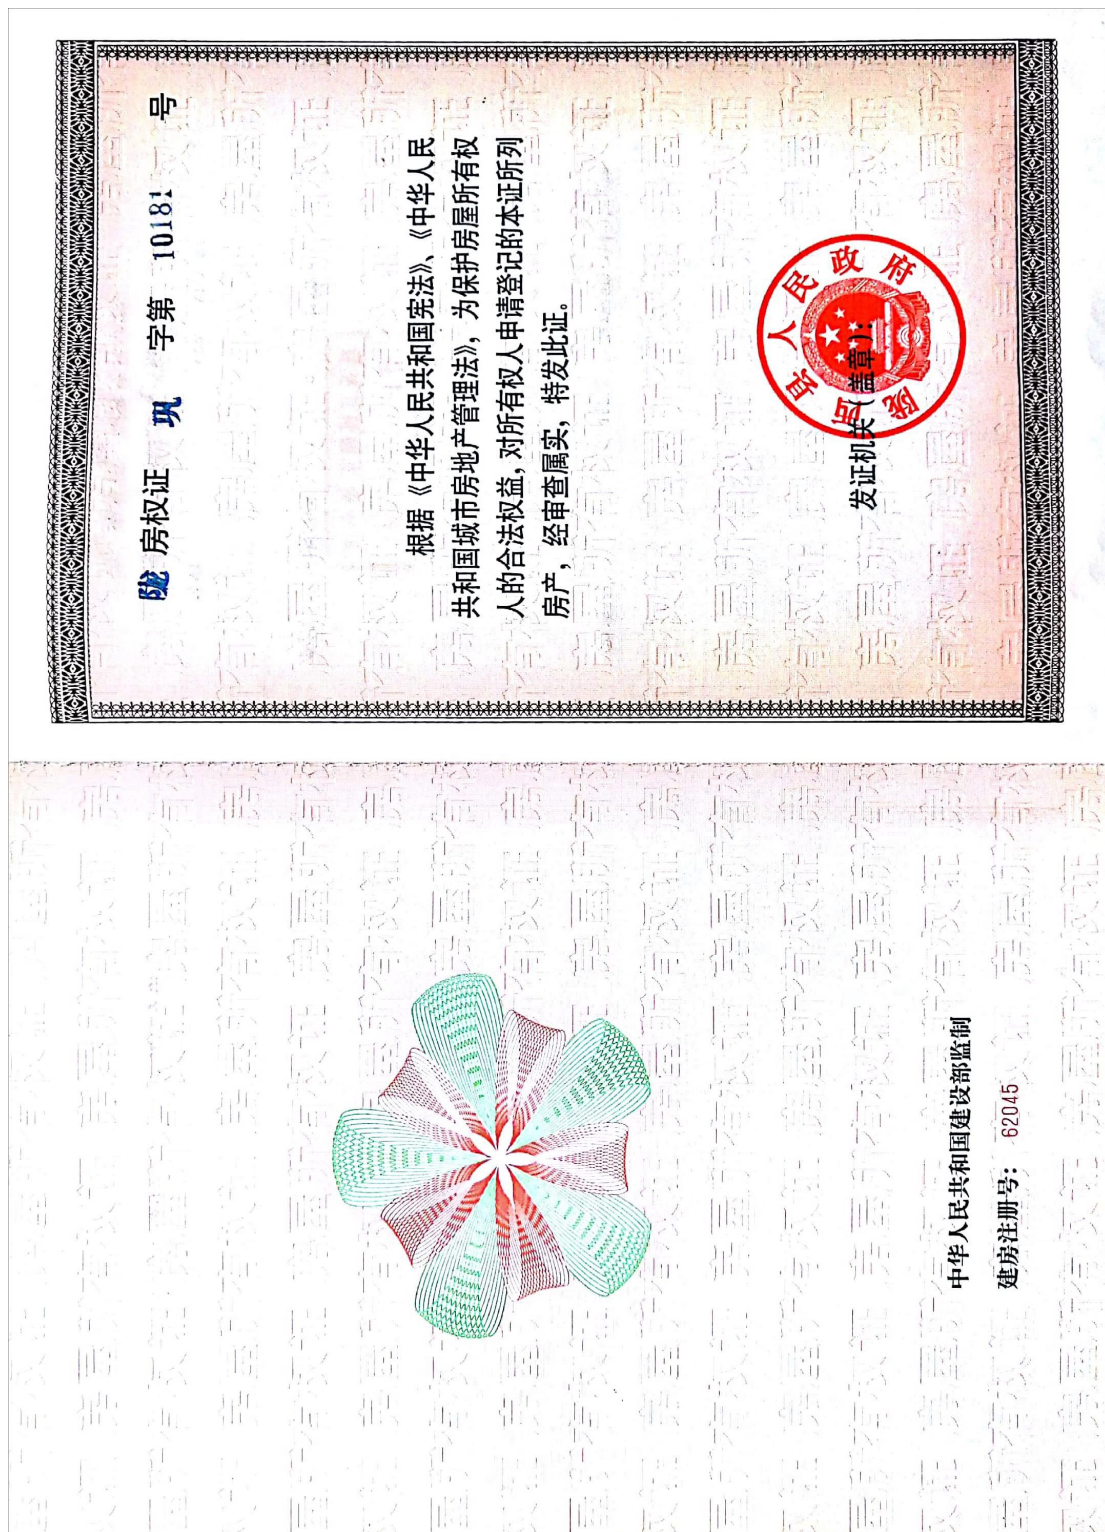 陇 房权证 巩 字第 10181 号
根据《中华人民共和国宪法》、《中华人民
共和国城市房地产管理法》，为保护房屋所有权
人的合法权益，对所有权人申请登记的本证所列
房产，经审查属实，特发此证。
发证机关（盖章）：
陇西县人民政府
中华人民共和国建设部监制
建房注册号： 62045